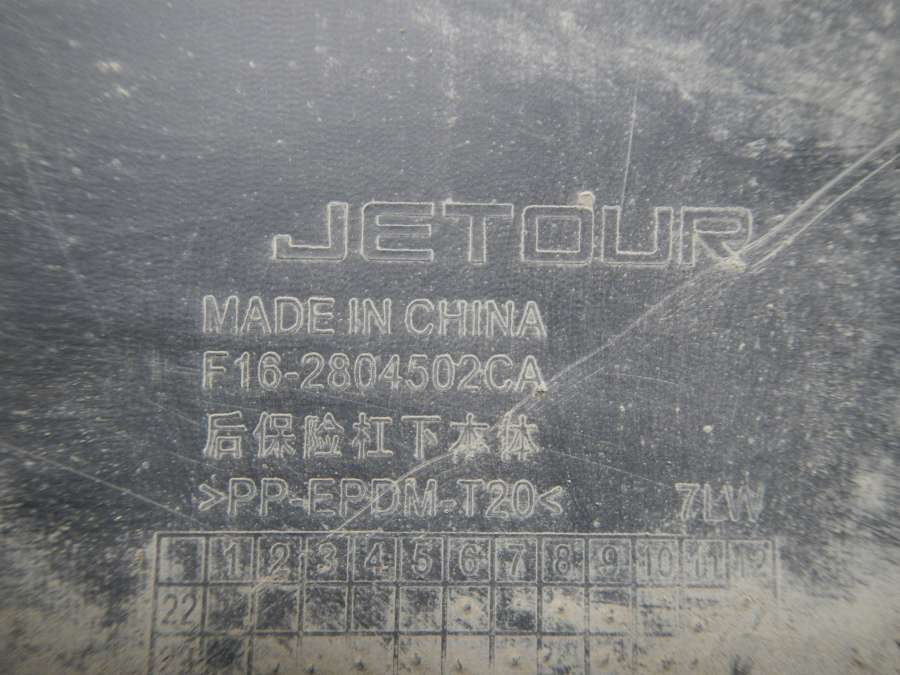 JETOUR
MADE IN CHINA
F16-2804502CA
后保险杠下本体
>PP-EPDM-T20< 7LW
1 2 3 4 5 6 7 8 9 10 11 12
22